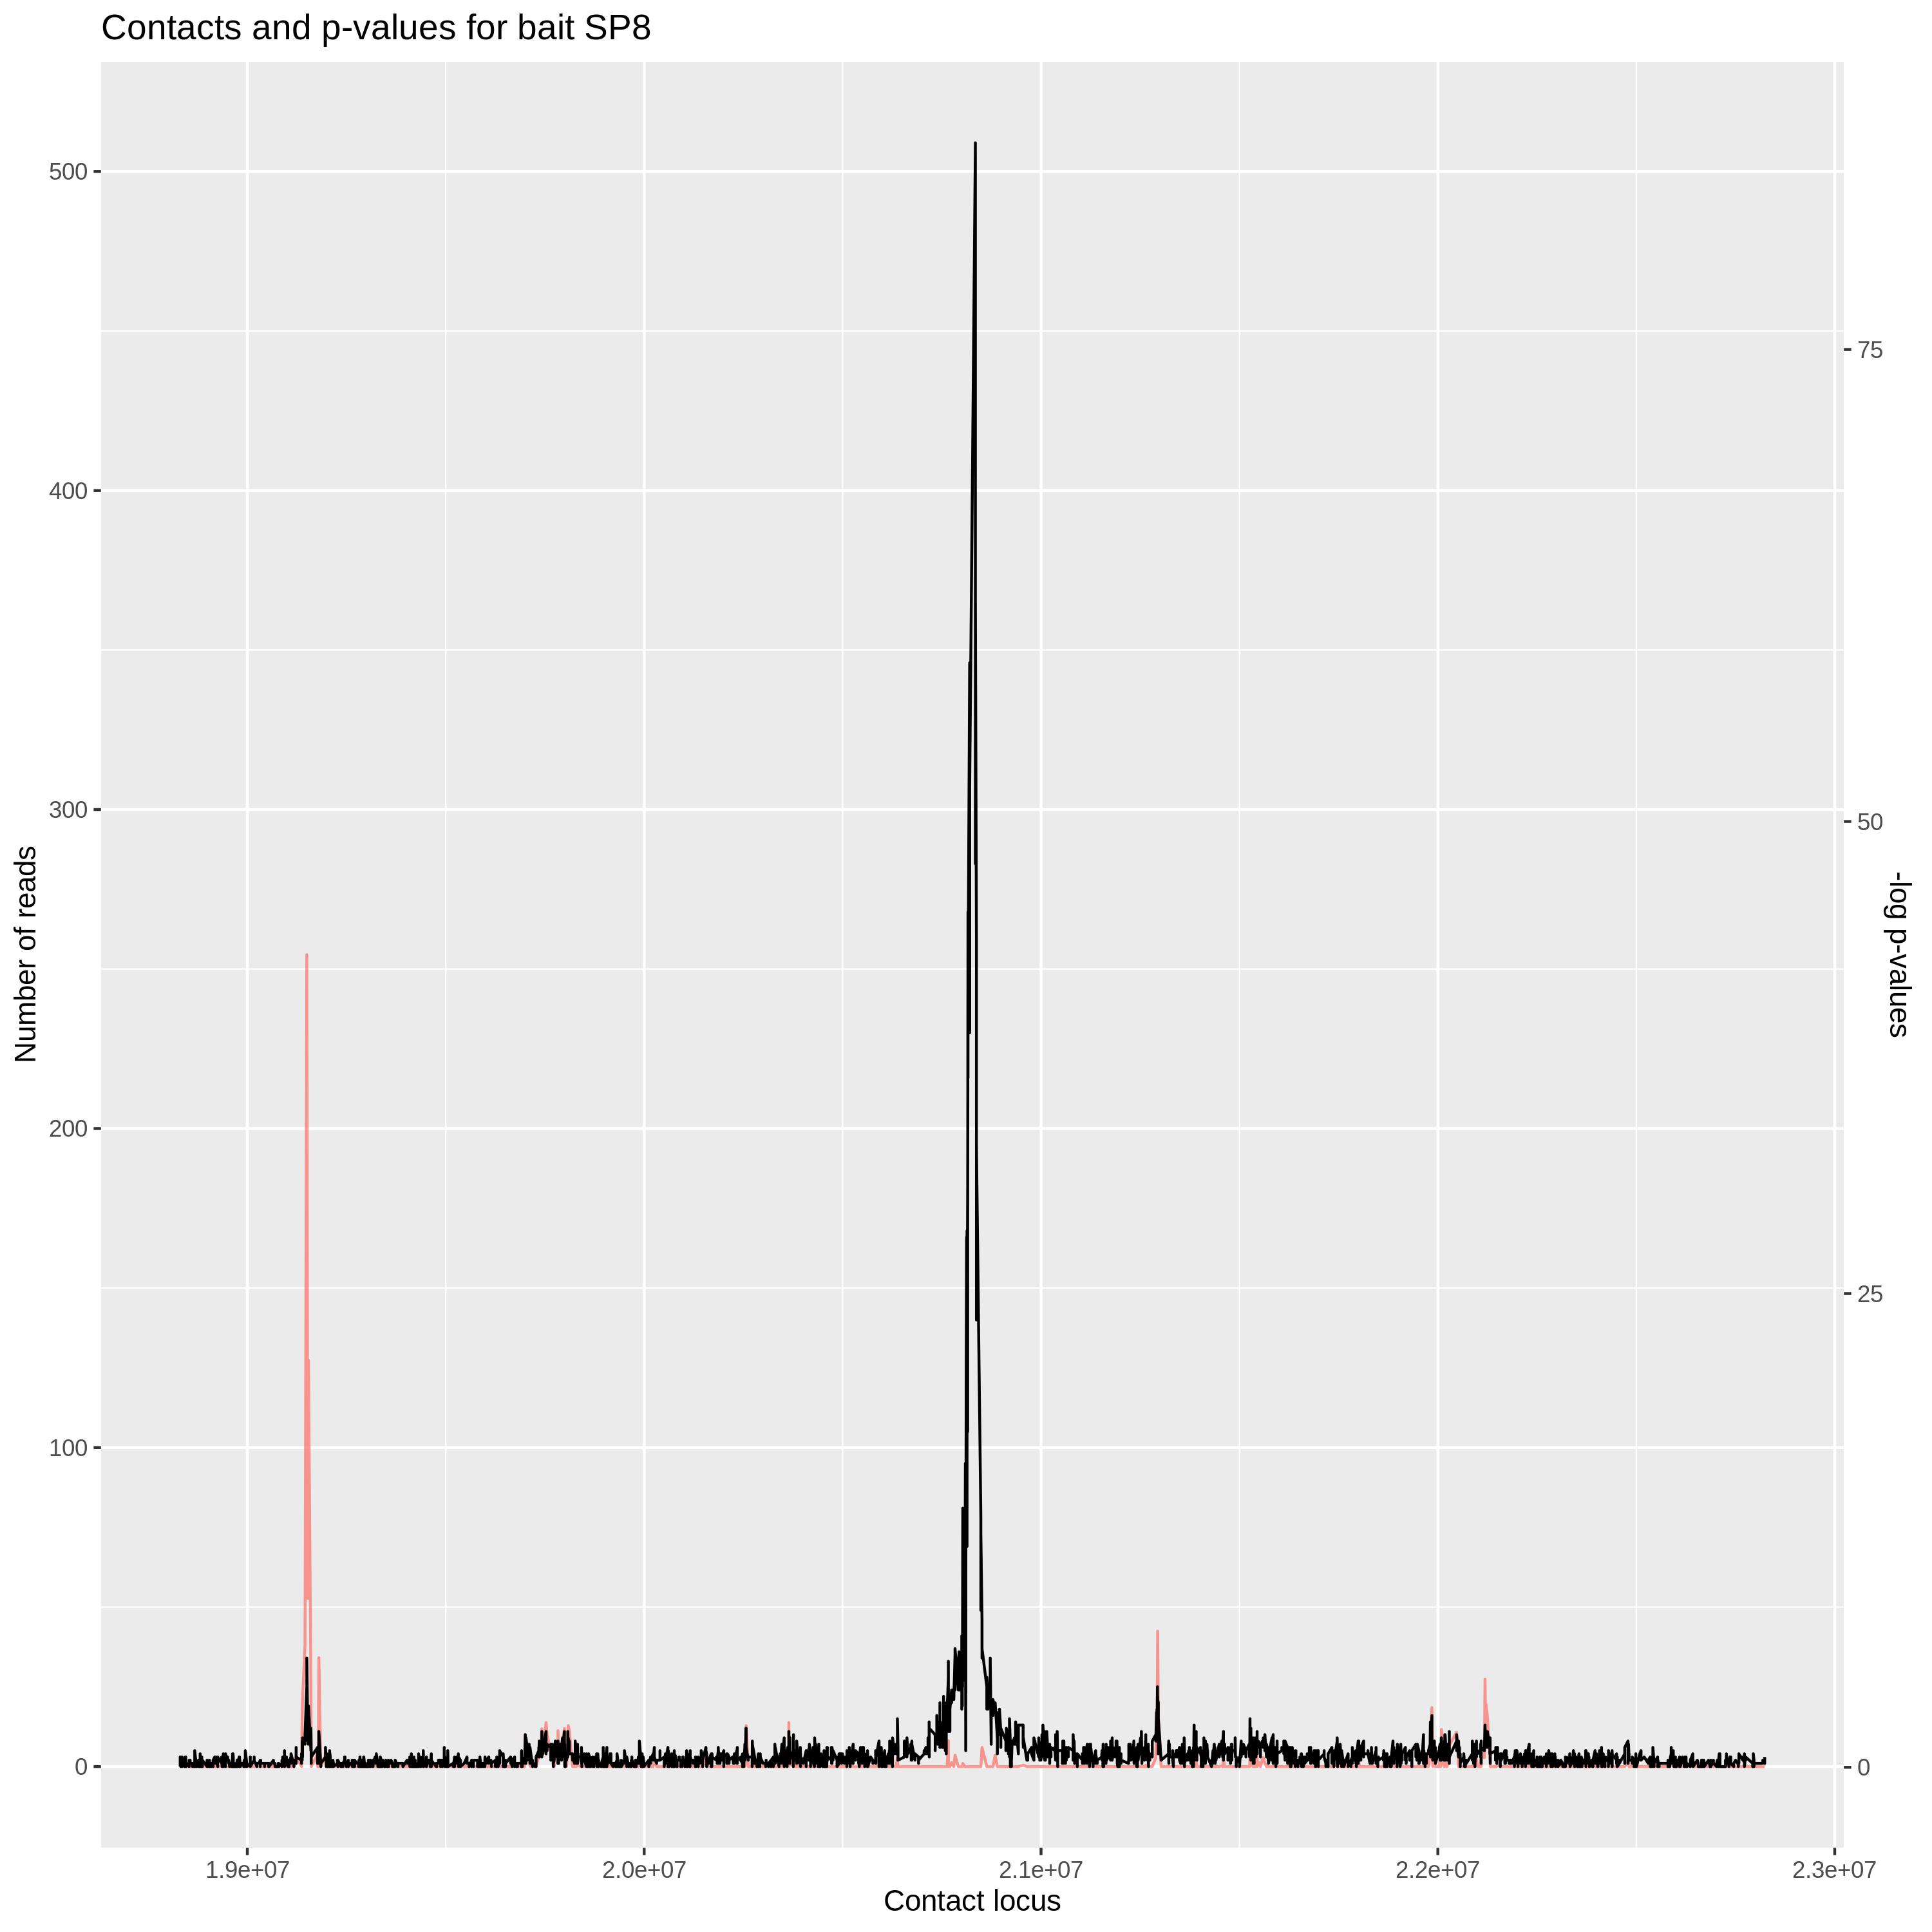 Contacts and p-values for bait SP8
500
400
300
200
100
0
Number of reads
75
50
25
0
-log p-values
1.9e+07
2.0e+07
2.1e+07
2.2e+07
2.3e+07
Contact locus